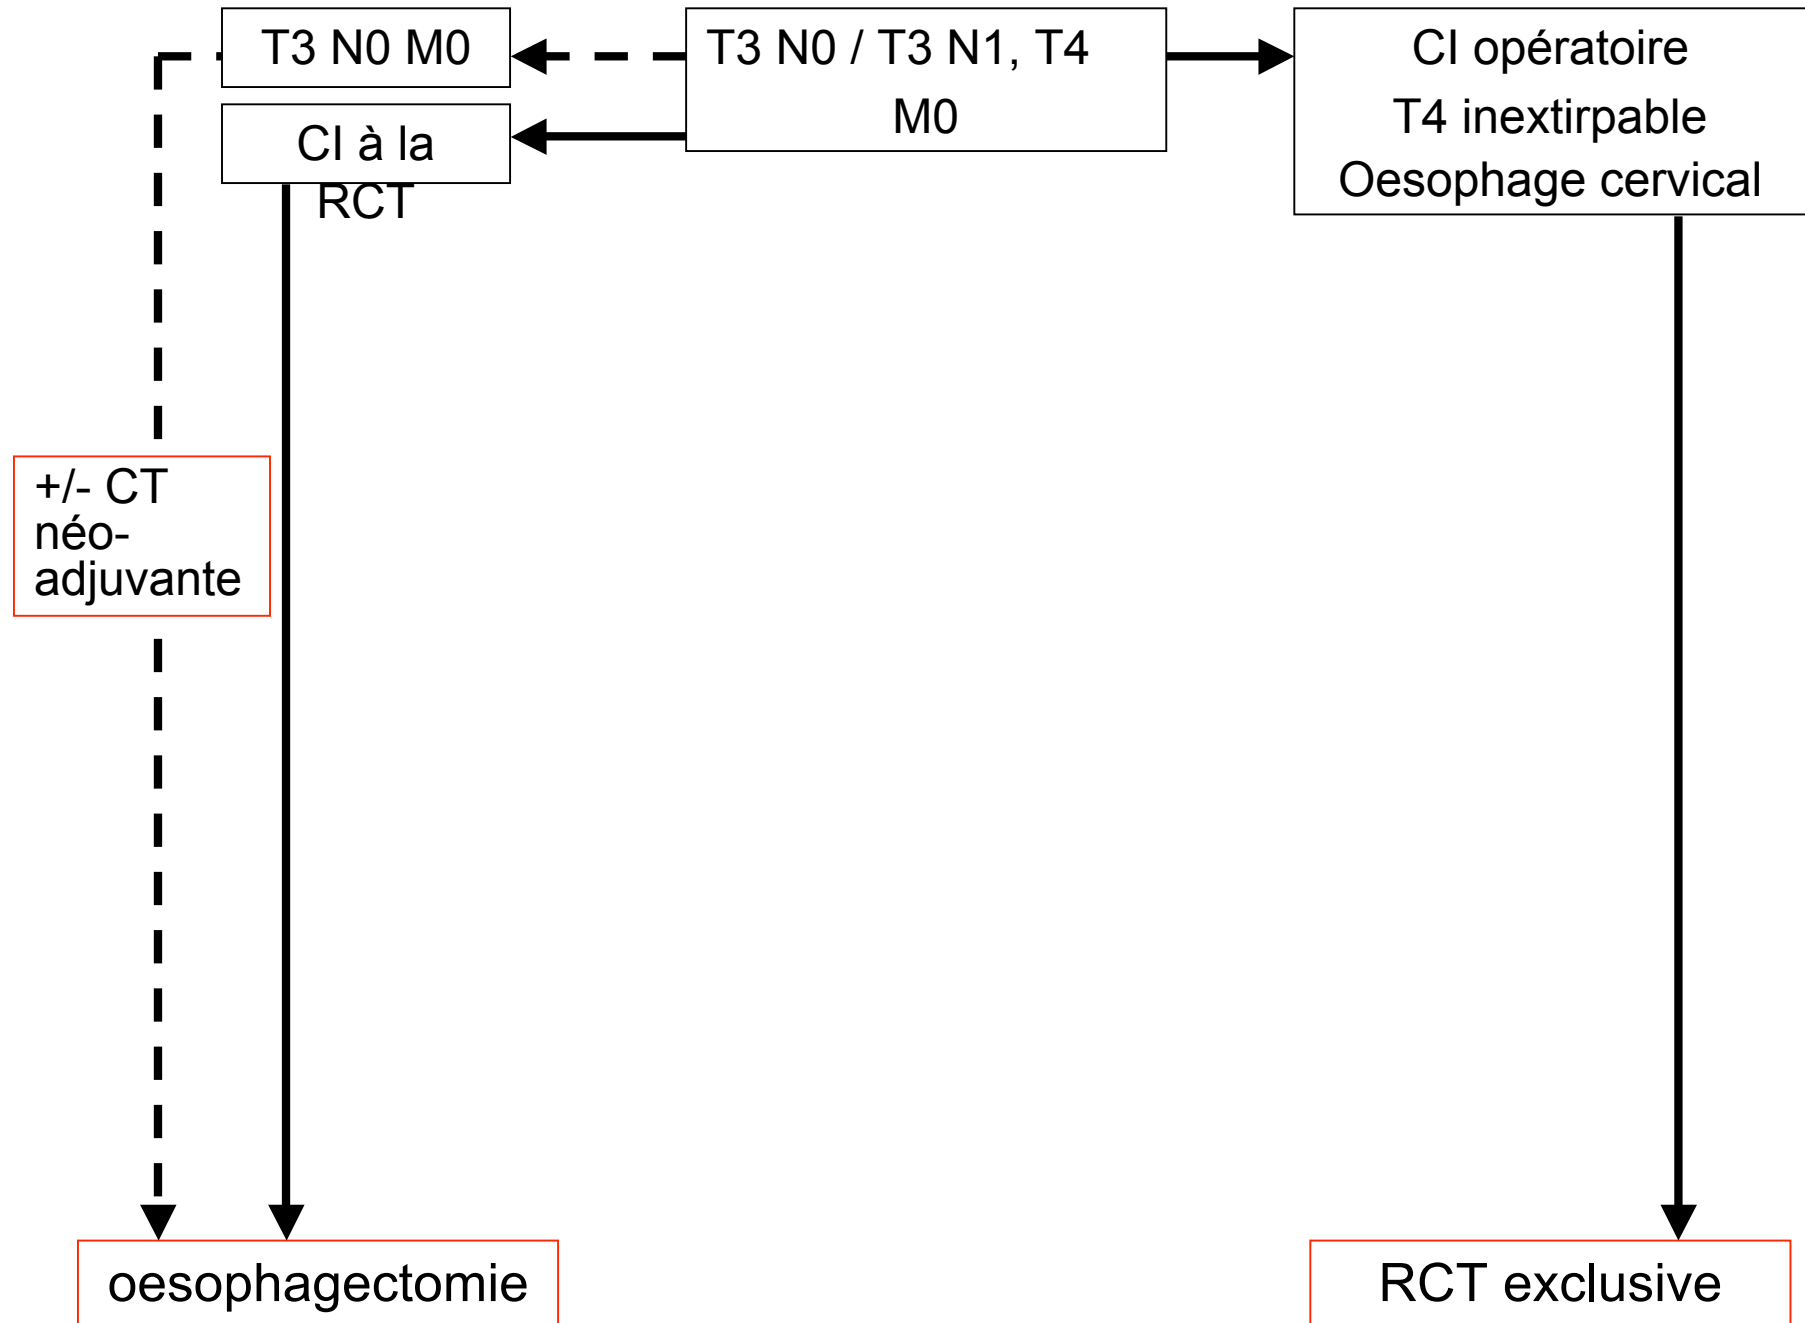 T3 N0 M0
CI à la
RCT
T3 N0 / T3 N1, T4
M0
CI opératoire
T4 inextirpable
Oesophage cervical
+/- CT
néo-
adjuvante
oesophagectomie
RCT exclusive